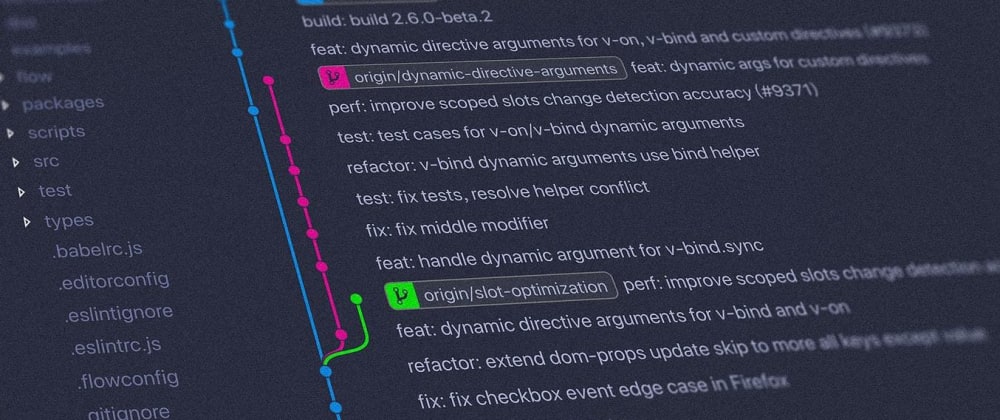 examples
flow
packages
scripts
src
test
types
.babelrc.js
.editorconfig
.eslintignore
.eslintrc.js
.flowconfig
.gitignore
build: build 2.6.0-beta.2
feat: dynamic directive arguments for v-on, v-bind and custom directives (#9373)
origin/dynamic-directive-arguments feat: dynamic args for custom directives
perf: improve scoped slots change detection accuracy (#9371)
test: test cases for v-on/v-bind dynamic arguments
refactor: v-bind dynamic arguments use bind helper
test: fix tests, resolve helper conflict
fix: fix middle modifier
feat: handle dynamic argument for v-bind.sync
origin/slot-optimization perf: improve scoped slots change detection
feat: dynamic directive arguments for v-bind and v-on
refactor: extend dom-props update skip to more all keys except value
fix: fix checkbox event edge case in Firefox